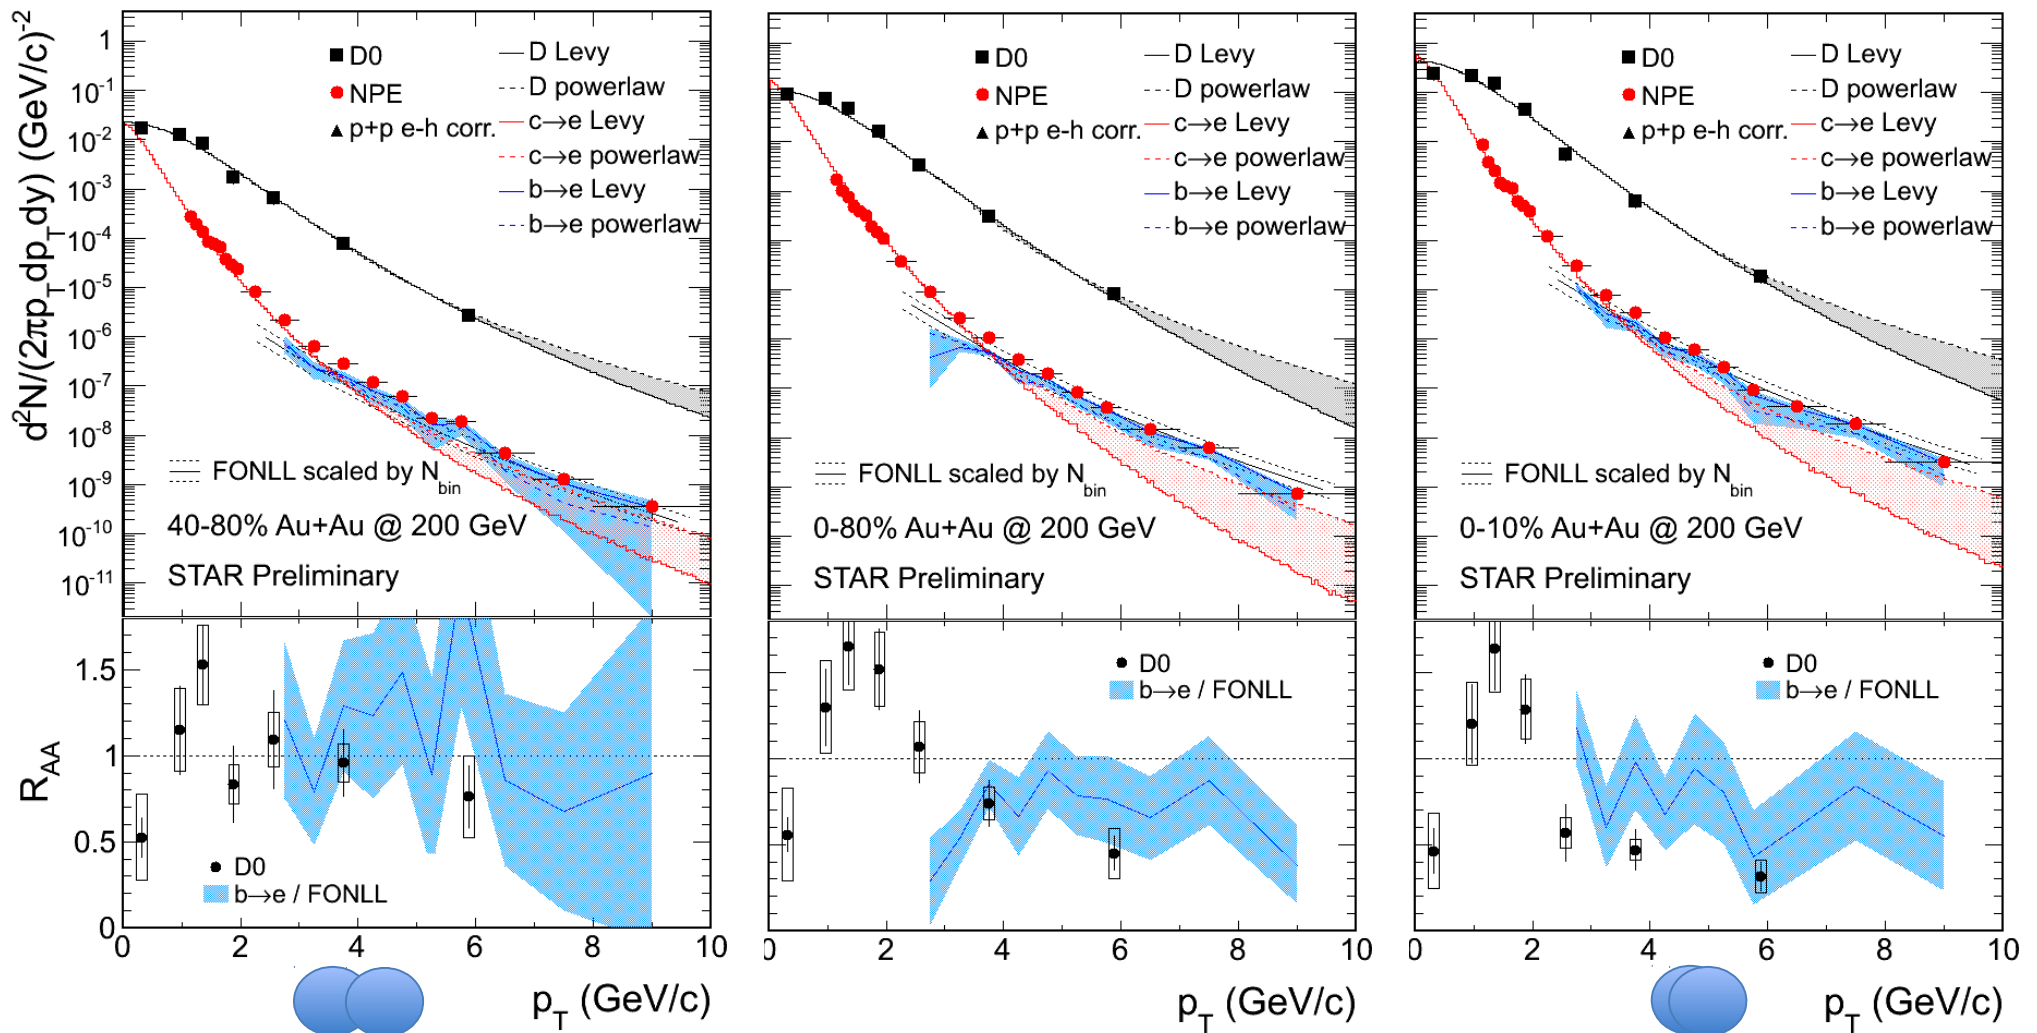 d²N/(2πp_T dp_T dy) (GeV/c)⁻²
1
10⁻¹
10⁻²
10⁻³
10⁻⁴
10⁻⁵
10⁻⁶
10⁻⁷
10⁻⁸
10⁻⁹
10⁻¹⁰
10⁻¹¹
D0
NPE
p+p e-h corr.
D Levy
D powerlaw
c→e Levy
c→e powerlaw
b→e Levy
b→e powerlaw
FONLL scaled by N_bin
40-80% Au+Au @ 200 GeV
STAR Preliminary
D0
NPE
p+p e-h corr.
D Levy
D powerlaw
c→e Levy
c→e powerlaw
b→e Levy
b→e powerlaw
FONLL scaled by N_bin
0-80% Au+Au @ 200 GeV
STAR Preliminary
D0
NPE
p+p e-h corr.
D Levy
D powerlaw
c→e Levy
c→e powerlaw
b→e Levy
b→e powerlaw
FONLL scaled by N_bin
0-10% Au+Au @ 200 GeV
STAR Preliminary
R_AA
1.5
1
0.5
0
D0
b→e / FONLL
0 2 4 6 8 10
p_T (GeV/c)
D0
b→e / FONLL
0 2 4 6 8 10
p_T (GeV/c)
D0
b→e / FONLL
0 2 4 6 8 10
p_T (GeV/c)